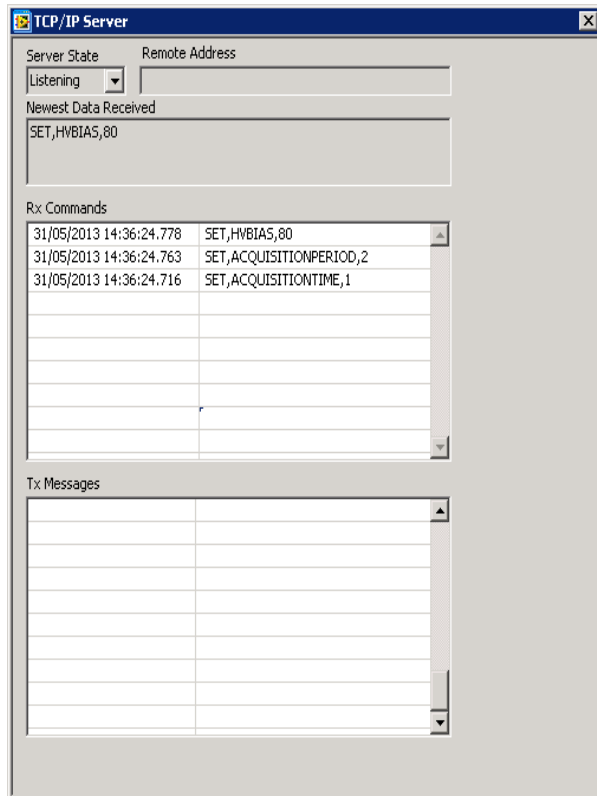 TCP/IP Server
Server State Remote Address
Listening
Newest Data Received
SET,HVBIAS,80
Rx Commands
31/05/2013 14:36:24.778 SET,HVBIAS,80
31/05/2013 14:36:24.763 SET,ACQUISITIONPERIOD,2
31/05/2013 14:36:24.716 SET,ACQUISITIONTIME,1
Tx Messages